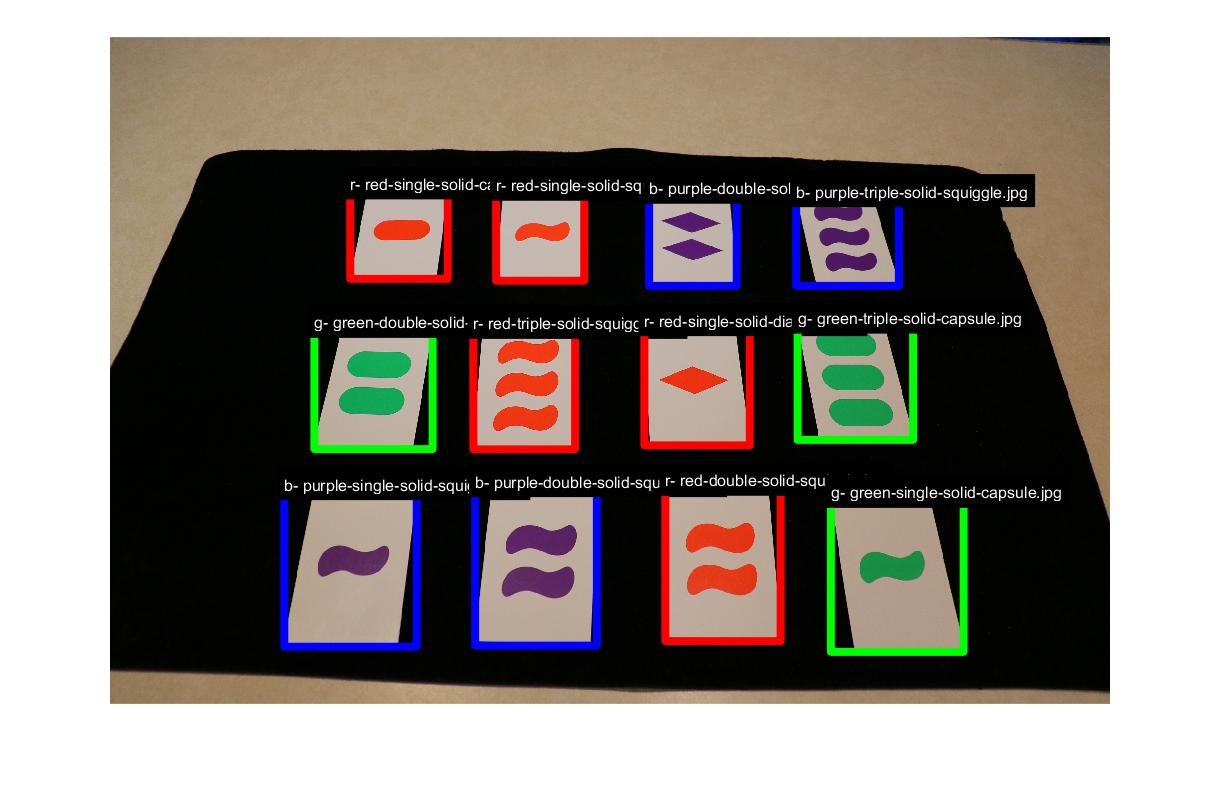 r- red-single-solid-ca
r- red-single-solid-sq
b- purple-double-sol
b- purple-triple-solid-squiggle.jpg
g- green-double-solid-
r- red-triple-solid-squigg
r- red-single-solid-dia
g- green-triple-solid-capsule.jpg
b- purple-single-solid-squig
b- purple-double-solid-squ
r- red-double-solid-squ
g- green-single-solid-capsule.jpg